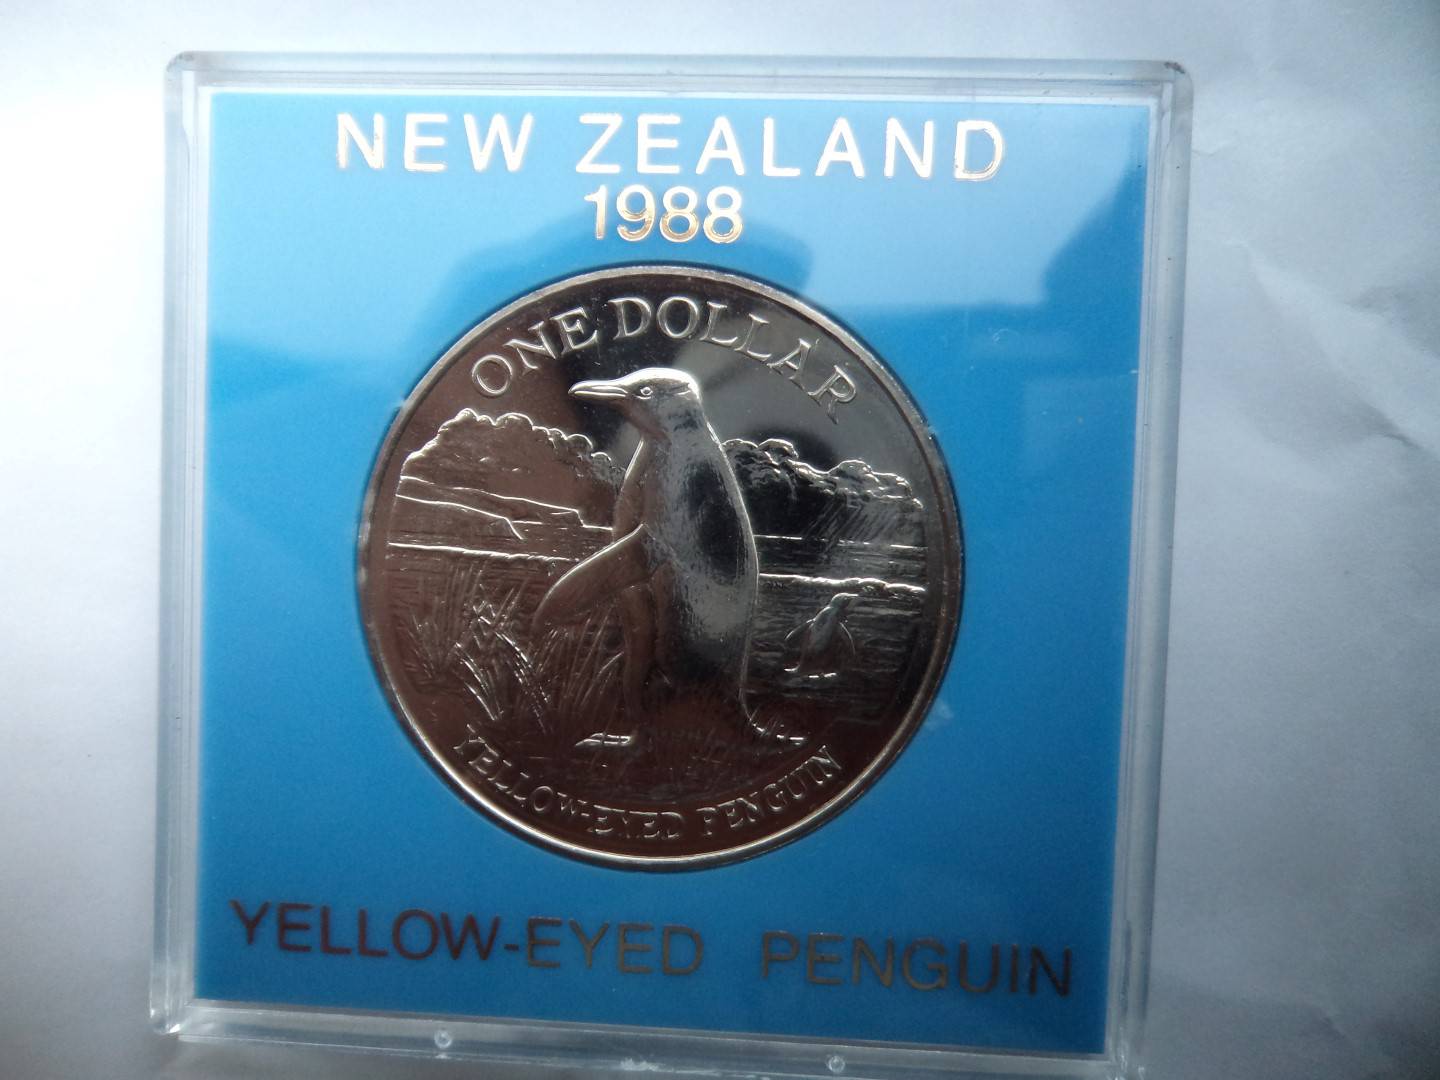 NEW ZEALAND
1988
ONE DOLLAR
YELLOW-EYED PENGUIN
YELLOW-EYED PENGUIN